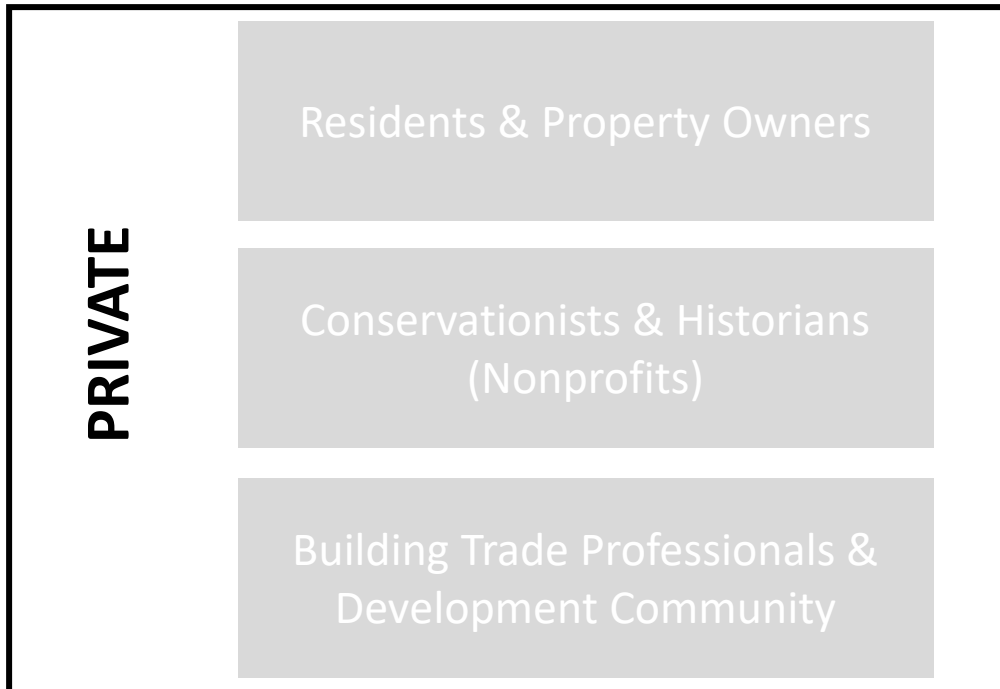 PRIVATE
Residents & Property Owners
Conservationists & Historians
(Nonprofits)
Building Trade Professionals &
Development Community